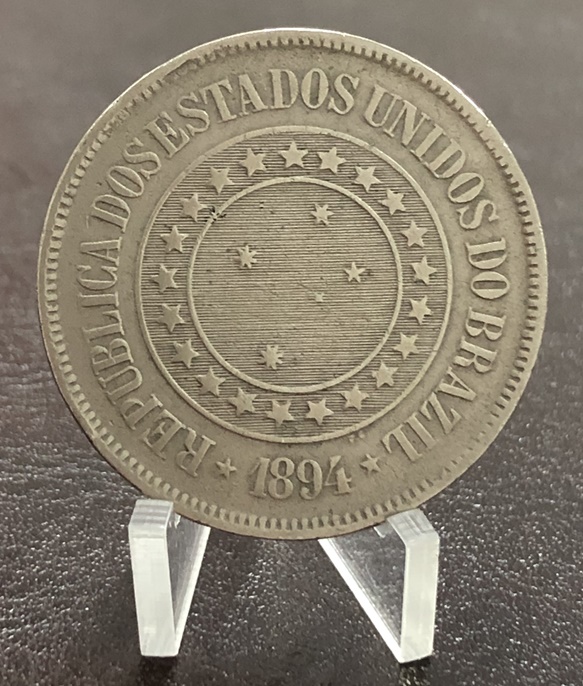 REPUBLICA DOS ESTADOS UNIDOS DO BRAZIL
1894